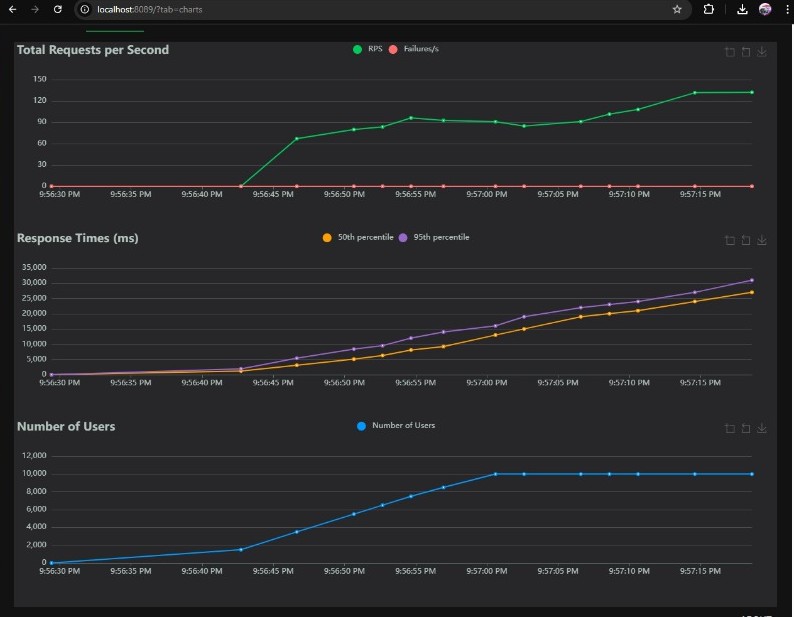 localhost:8089/?tab=charts
Total Requests per Second
RPS Failures/s
150
120
90
60
30
0
9:56:30 PM 9:56:35 PM 9:56:40 PM 9:56:45 PM 9:56:50 PM 9:56:55 PM 9:57:00 PM 9:57:05 PM 9:57:10 PM 9:57:15 PM
Response Times (ms)
50th percentile 95th percentile
35,000
30,000
25,000
20,000
15,000
10,000
5,000
0
9:56:30 PM 9:56:35 PM 9:56:40 PM 9:56:45 PM 9:56:50 PM 9:56:55 PM 9:57:00 PM 9:57:05 PM 9:57:10 PM 9:57:15 PM
Number of Users
Number of Users
12,000
10,000
8,000
6,000
4,000
2,000
0
9:56:30 PM 9:56:35 PM 9:56:40 PM 9:56:45 PM 9:56:50 PM 9:56:55 PM 9:57:00 PM 9:57:05 PM 9:57:10 PM 9:57:15 PM